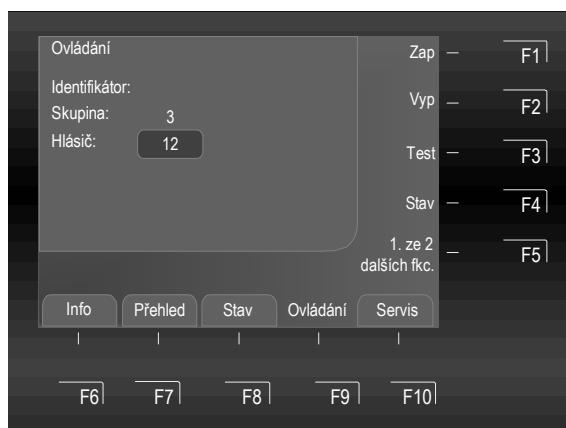 Ovládání
Zap
F1
Identifikátor:
Skupina: 3
Vyp
F2
Hlásič: 12
Test
F3
Stav
F4
1. ze 2
dalších fkc.
F5
Info Přehled Stav Ovládání Servis
F6 F7 F8 F9 F10